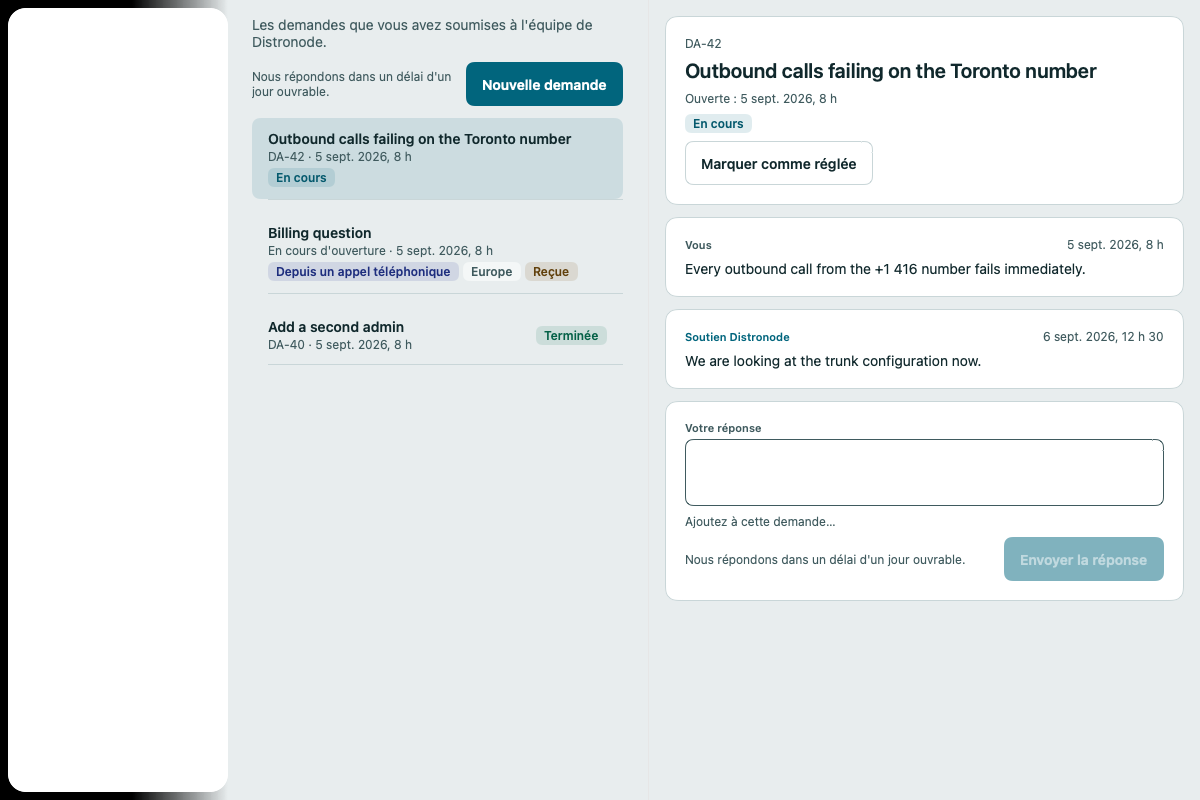 Les demandes que vous avez soumises à l'équipe de
Distronode.
Nous répondons dans un délai d'un
jour ouvrable.
Nouvelle demande
Outbound calls failing on the Toronto number
DA-42 · 5 sept. 2026, 8 h
En cours
Billing question
En cours d'ouverture · 5 sept. 2026, 8 h
Depuis un appel téléphonique
Europe
Reçue
Add a second admin
DA-40 · 5 sept. 2026, 8 h
Terminée
DA-42
Outbound calls failing on the Toronto number
Ouverte : 5 sept. 2026, 8 h
En cours
Marquer comme réglée
Vous
5 sept. 2026, 8 h
Every outbound call from the +1 416 number fails immediately.
Soutien Distronode
6 sept. 2026, 12 h 30
We are looking at the trunk configuration now.
Votre réponse
Ajoutez à cette demande…
Nous répondons dans un délai d'un jour ouvrable.
Envoyer la réponse